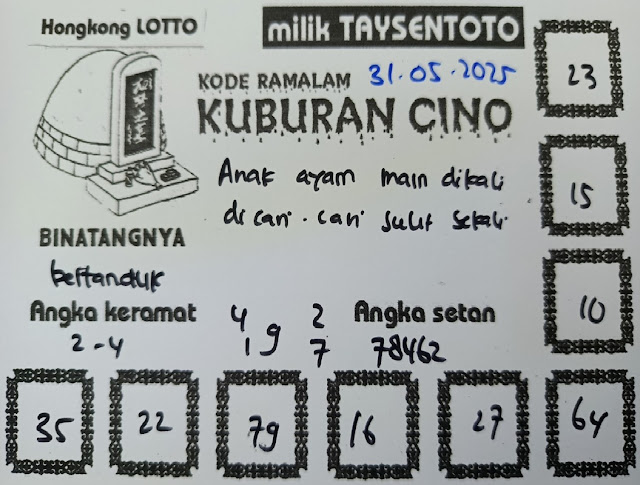 Hongkong LOTTO
milik TAYSENTOTO
KODE RAMALAM 31.05.2025
KUBURAN CINO
23
Anak ayam main dikali
di cari-cari sulit sekali
15
BINATANGNYA
bertanduk
10
Angka keramat
2-4
4 9 2
1 7
Angka setan
78462
35 22 79 16 27 64